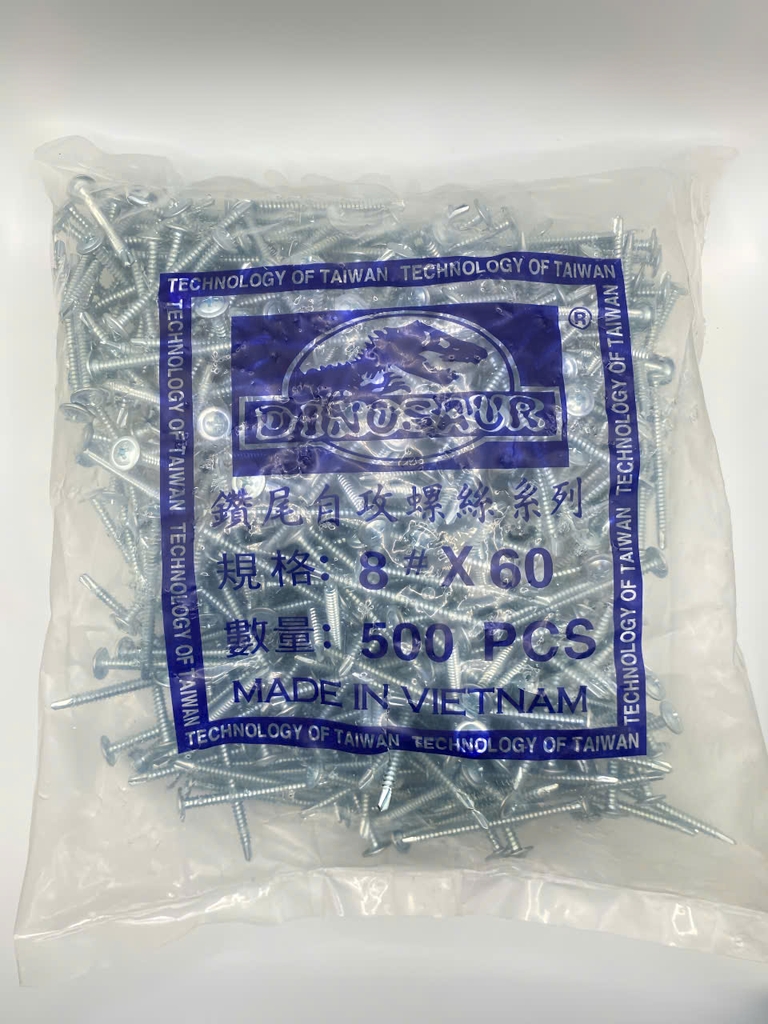 TECHNOLOGY OF TAIWAN TECHNOLOGY OF TAIWAN
®
DINOSAUR
鑽尾自攻螺絲系列
規格: 8 # X 60
數量: 500 PCS
MADE IN VIETNAM
TECHNOLOGY OF TAIWAN TECHNOLOGY OF TAIWAN
TECHNOLOGY OF TAIWAN TECHNOLOGY OF TAIWAN
TECHNOLOGY OF TAIWAN TECHNOLOGY OF TAIWAN